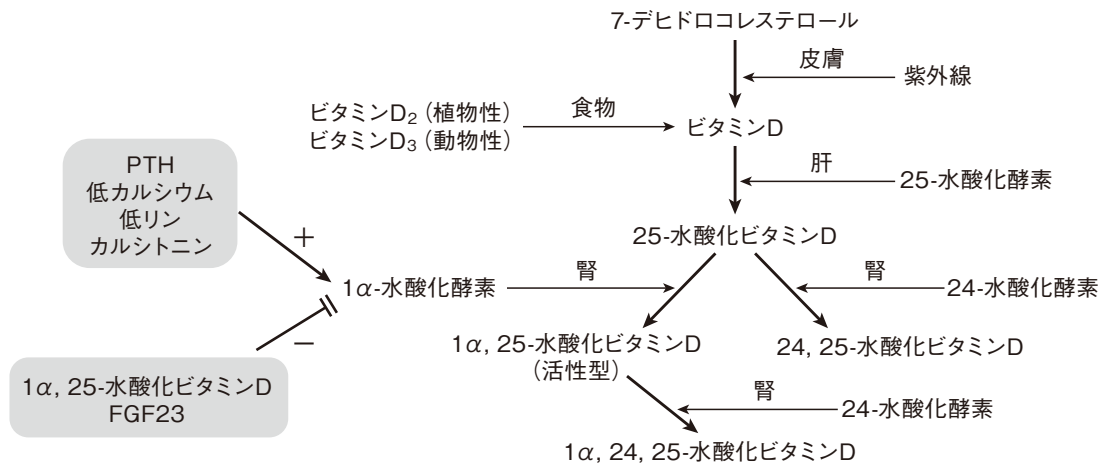 7-デヒドロコレステロール
皮膚
紫外線
ビタミンD₂（植物性）
ビタミンD₃（動物性）
食物
ビタミンD
肝
25-水酸化酵素
PTH
低カルシウム
低リン
カルシトニン
+
25-水酸化ビタミンD
1α-水酸化酵素
腎
腎
24-水酸化酵素
−
1α, 25-水酸化ビタミンD
（活性型）
24, 25-水酸化ビタミンD
1α, 25-水酸化ビタミンD
FGF23
腎
24-水酸化酵素
1α, 24, 25-水酸化ビタミンD